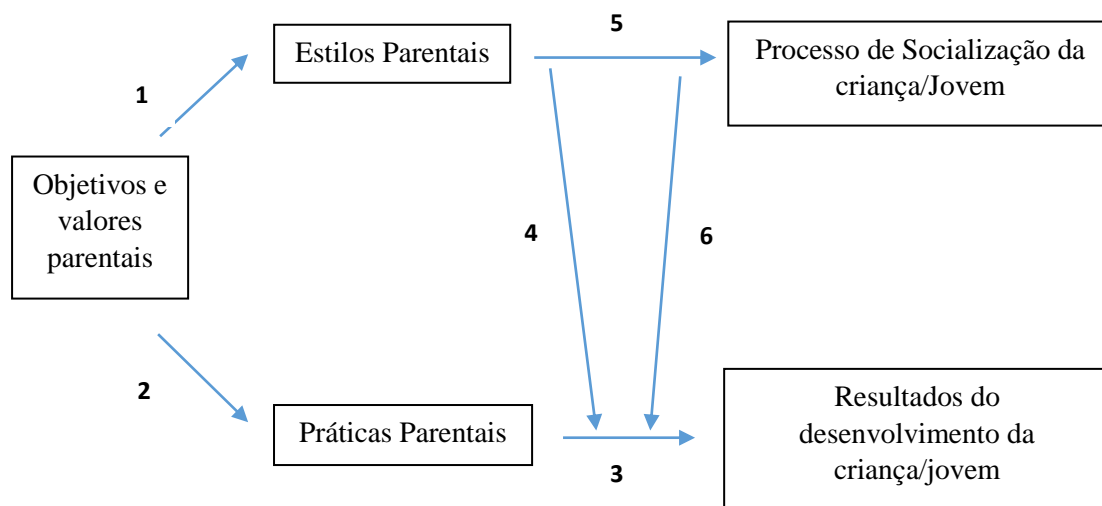 5
Estilos Parentais
Processo de Socialização da
criança/Jovem
1
Objetivos e
valores
parentais
4
6
2
Práticas Parentais
3
Resultados do
desenvolvimento da
criança/jovem